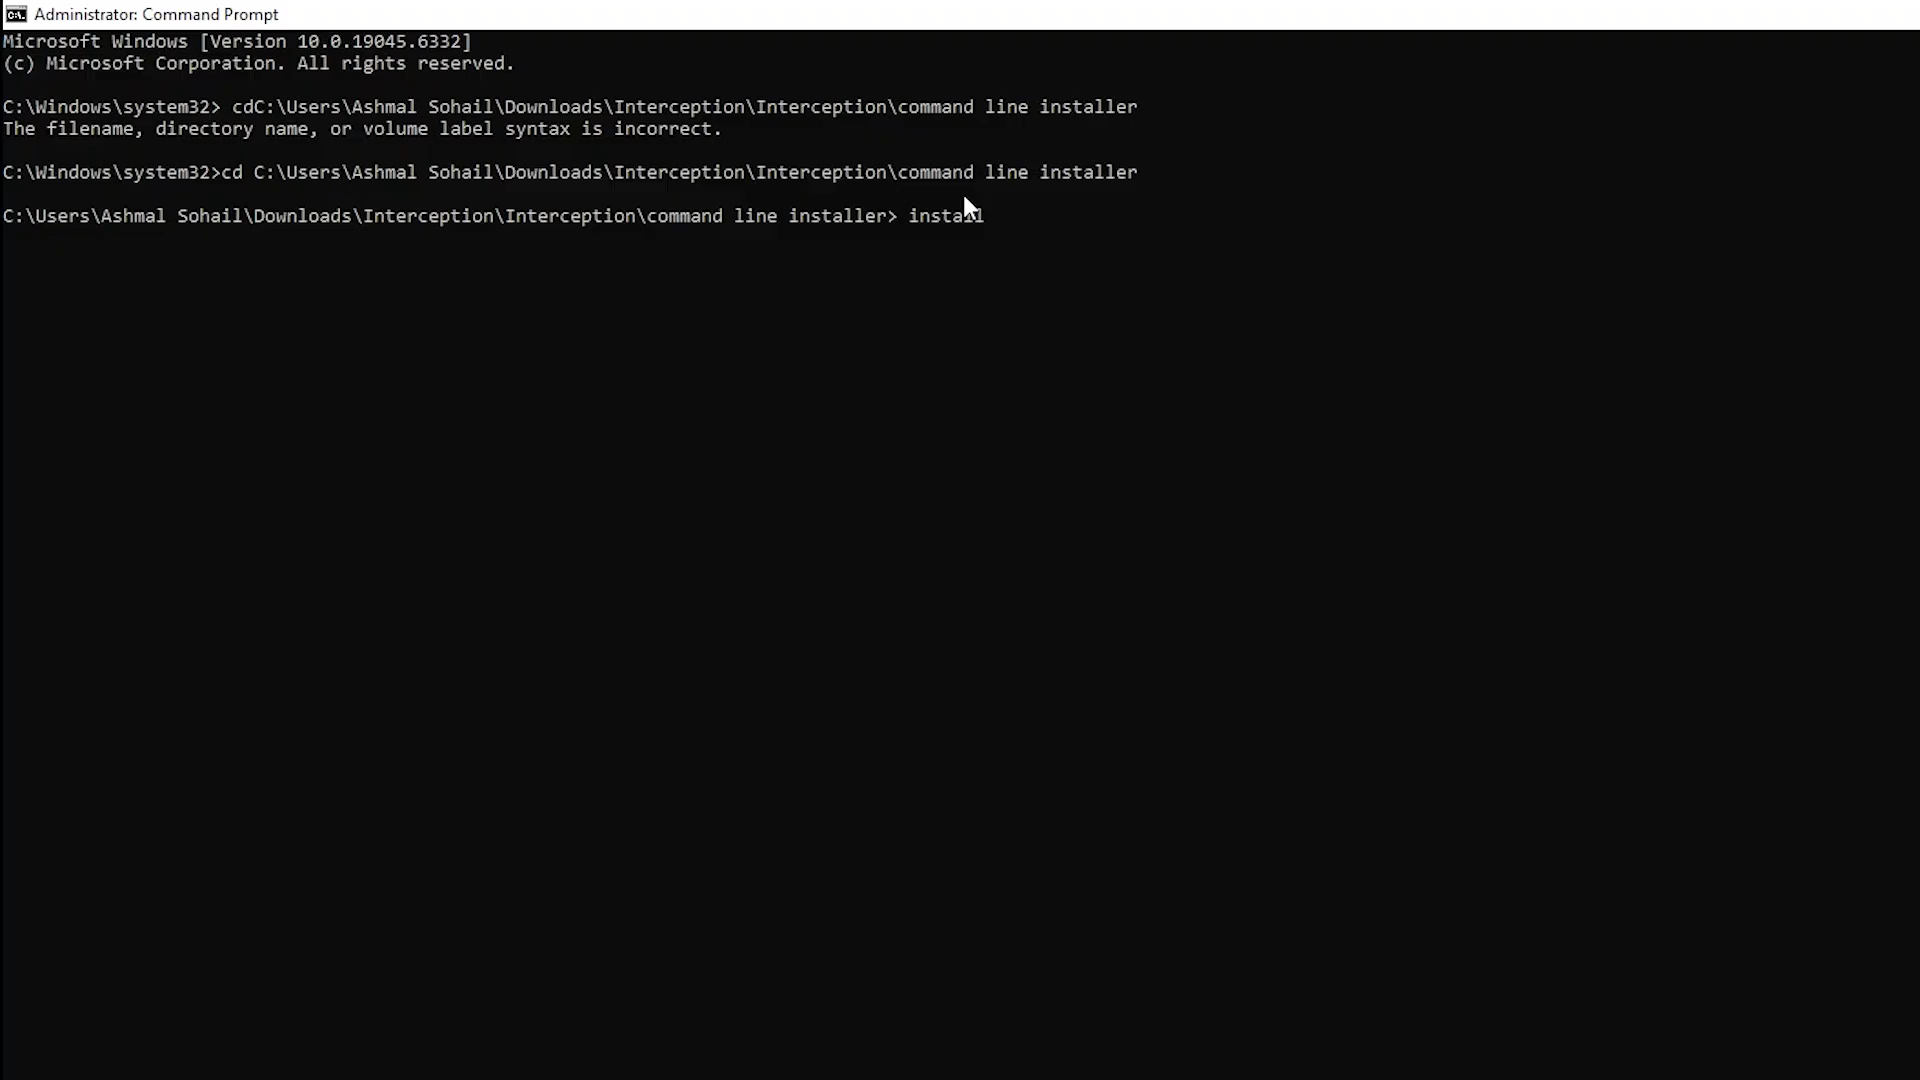 Administrator: Command Prompt
Microsoft Windows [Version 10.0.19045.6332]
(c) Microsoft Corporation. All rights reserved.
C:\Windows\system32> cdC:\Users\Ashmal Sohail\Downloads\Interception\Interception\command line installer
The filename, directory name, or volume label syntax is incorrect.
C:\Windows\system32>cd C:\Users\Ashmal Sohail\Downloads\Interception\Interception\command line installer
C:\Users\Ashmal Sohail\Downloads\Interception\Interception\command line installer> install